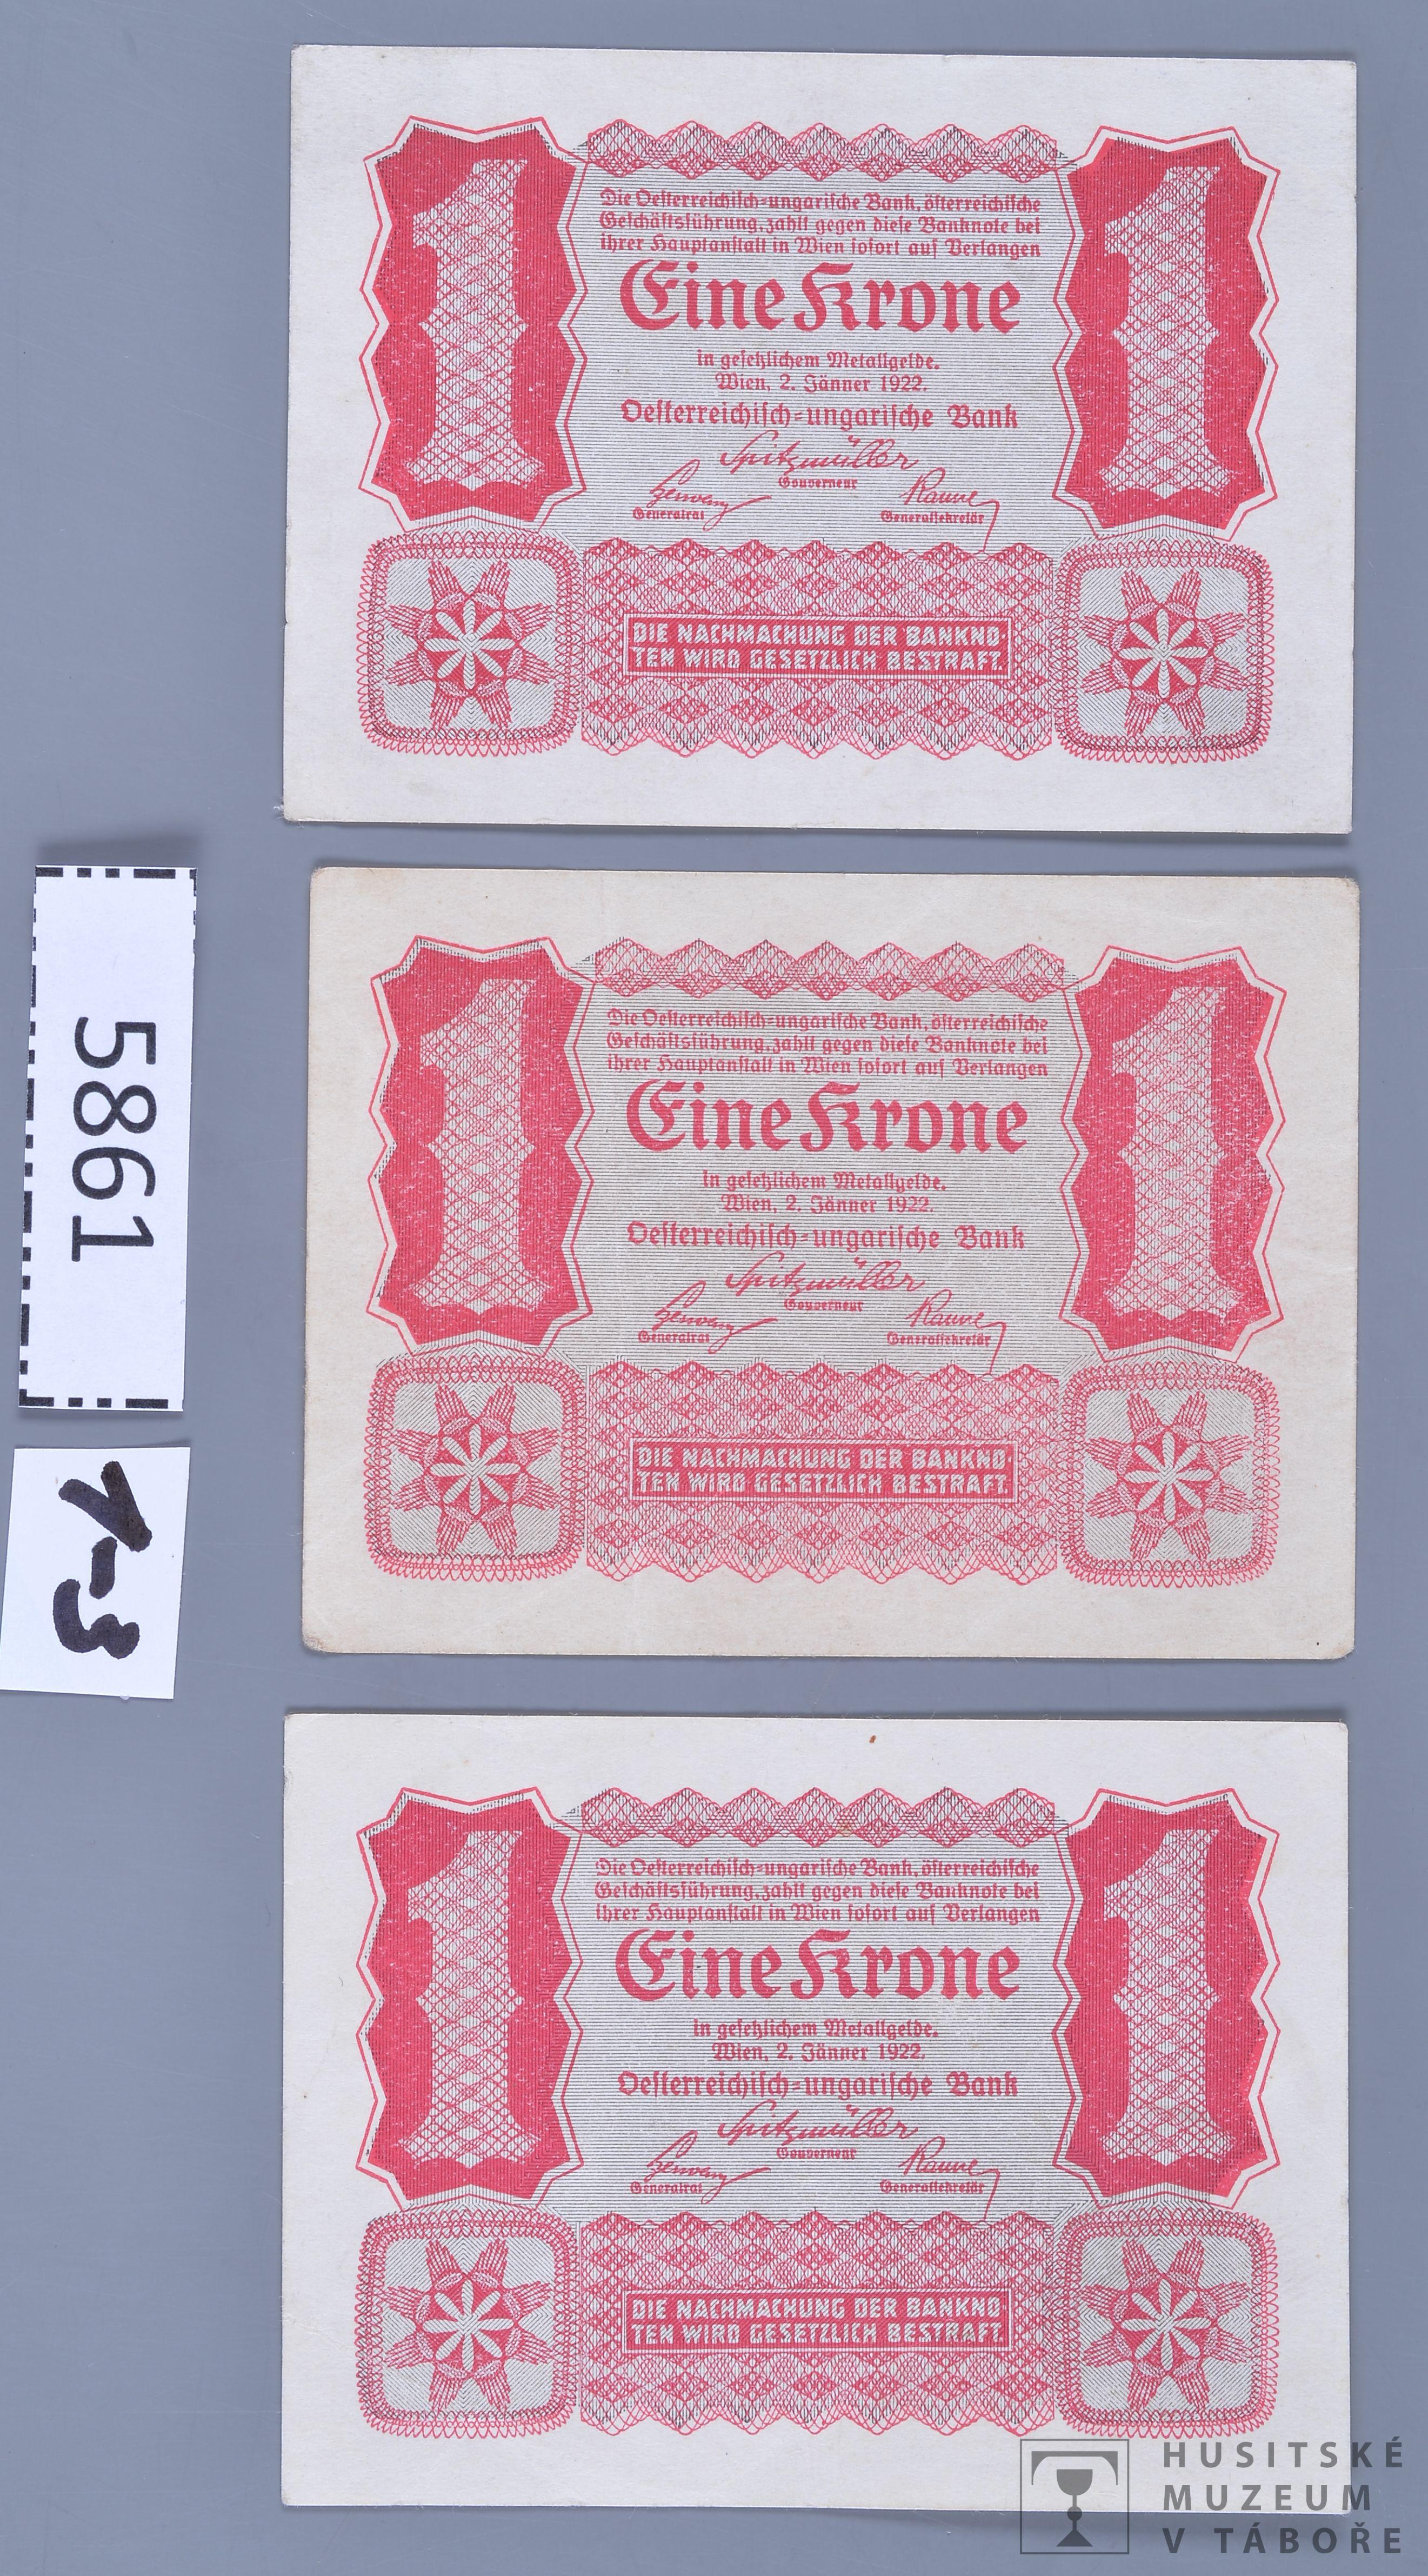 1
1
Die Oesterreichisch-ungarische Bank, österreichische
Geschäftsführung, zahlt gegen diese Banknote bei
ihrer Hauptanstalt in Wien sofort auf Verlangen
Eine Krone
in gesetzlichem Metallgelde.
Wien, 2. Jänner 1922.
Oesterreichisch-ungarische Bank
Spitzmüller
Gouverneur
Generalrat
Generalsekretär
DIE NACHMACHUNG DER BANKNO-
TEN WIRD GESETZLICH BESTRAFT.
5861
1-3
1
1
Die Oesterreichisch-ungarische Bank, österreichische
Geschäftsführung, zahlt gegen diese Banknote bei
ihrer Hauptanstalt in Wien sofort auf Verlangen
Eine Krone
in gesetzlichem Metallgelde.
Wien, 2. Jänner 1922.
Oesterreichisch-ungarische Bank
Spitzmüller
Gouverneur
Generalrat
Generalsekretär
DIE NACHMACHUNG DER BANKNO-
TEN WIRD GESETZLICH BESTRAFT.
1
1
Die Oesterreichisch-ungarische Bank, österreichische
Geschäftsführung, zahlt gegen diese Banknote bei
ihrer Hauptanstalt in Wien sofort auf Verlangen
Eine Krone
in gesetzlichem Metallgelde.
Wien, 2. Jänner 1922.
Oesterreichisch-ungarische Bank
Spitzmüller
Gouverneur
Generalrat
Generalsekretär
DIE NACHMACHUNG DER BANKNO
TEN WIRD GESETZLICH BESTRAFT.
HUSITSKÉ
MUZEUM
V TÁBOŘE